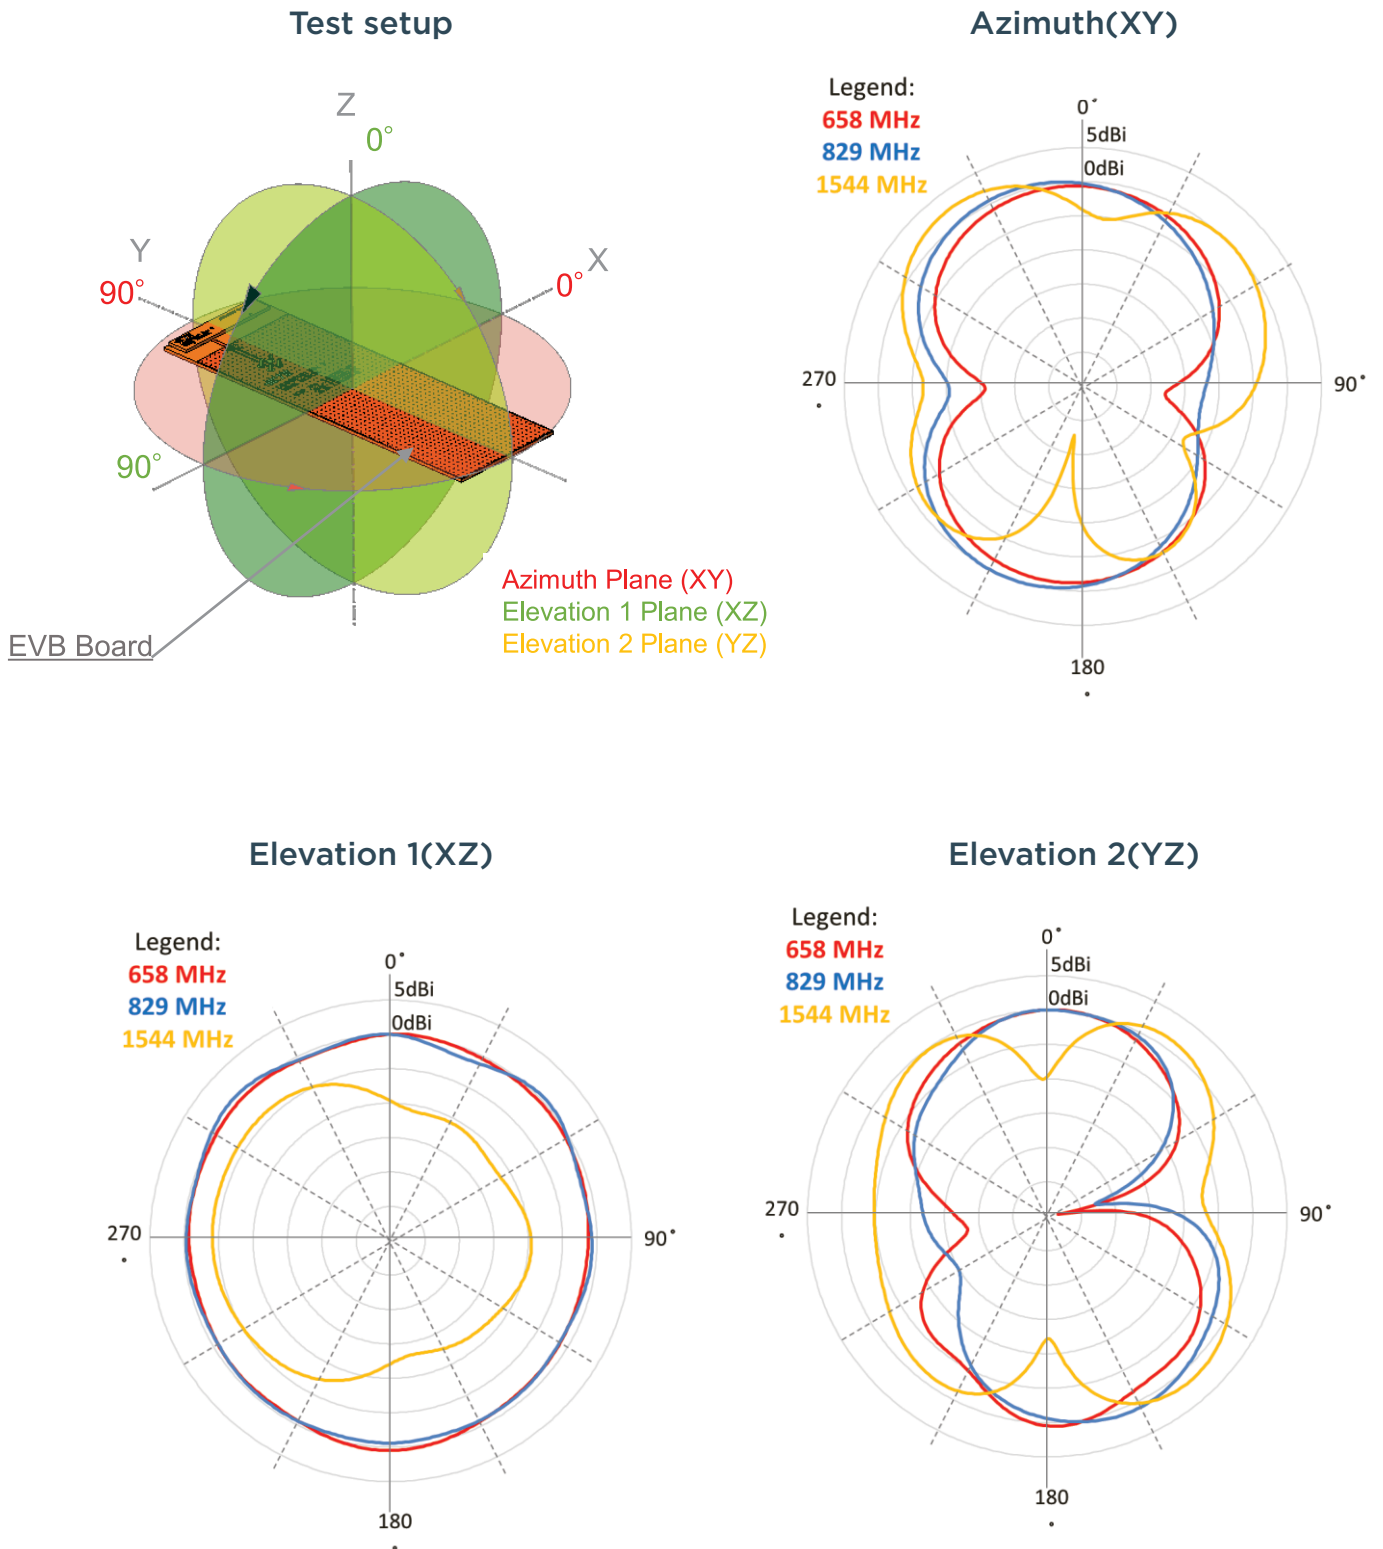 Test setup
Z
0°
Y
90°
X
0°
90°
EVB Board
Azimuth Plane (XY)
Elevation 1 Plane (XZ)
Elevation 2 Plane (YZ)
Azimuth(XY)
Legend:
658 MHz
829 MHz
1544 MHz
0°
5dBi
0dBi
270°
90°
180°
Elevation 1(XZ)
Legend:
658 MHz
829 MHz
1544 MHz
0°
5dBi
0dBi
270°
90°
180°
Elevation 2(YZ)
Legend:
658 MHz
829 MHz
1544 MHz
0°
5dBi
0dBi
270°
90°
180°